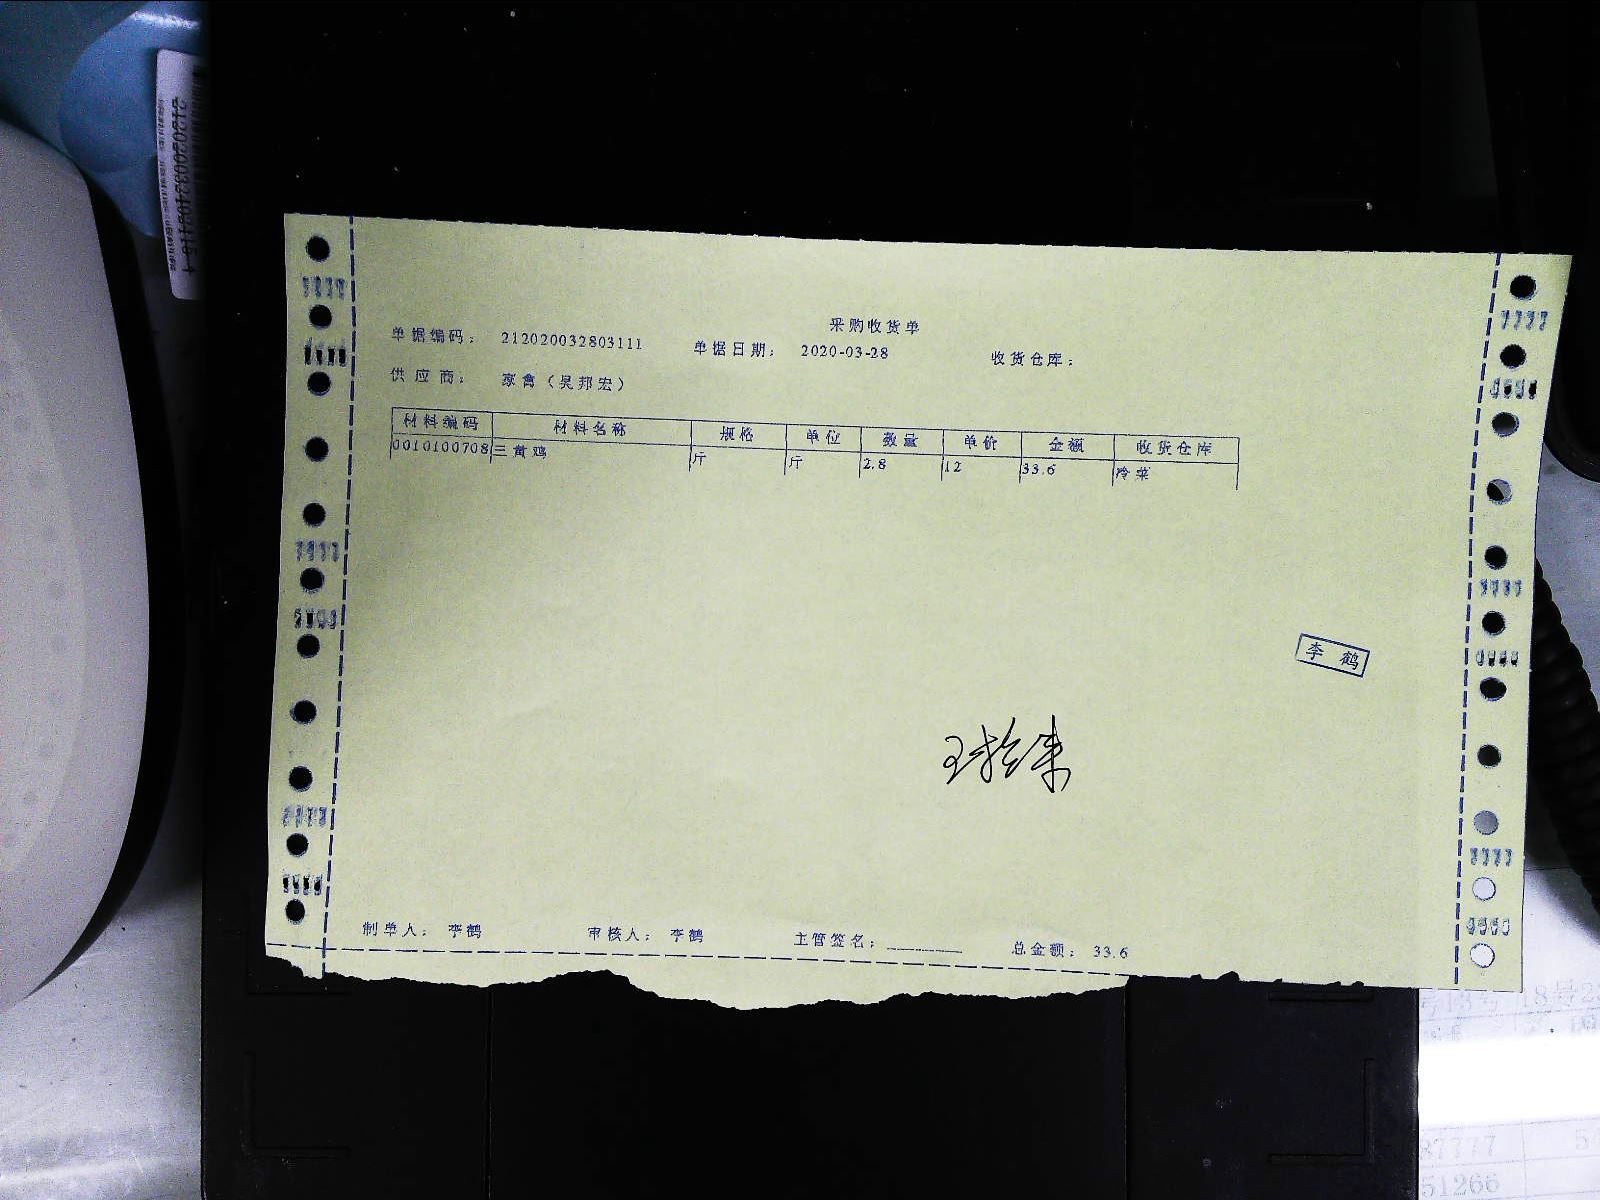 采购收货单
单据编码： 212020032803111 单据日期： 2020-03-28 收货仓库：
供应商： 家禽（吴邦宏）
材料编码 材料名称 规格 单位 数量 单价 金额 收货仓库
0010100708 三黄鸡 斤 斤 2.8 12 33.6 冷菜
李鹤
制单人： 李鹤 审核人： 李鹤 主管签名： 总金额： 33.6
87777
51266